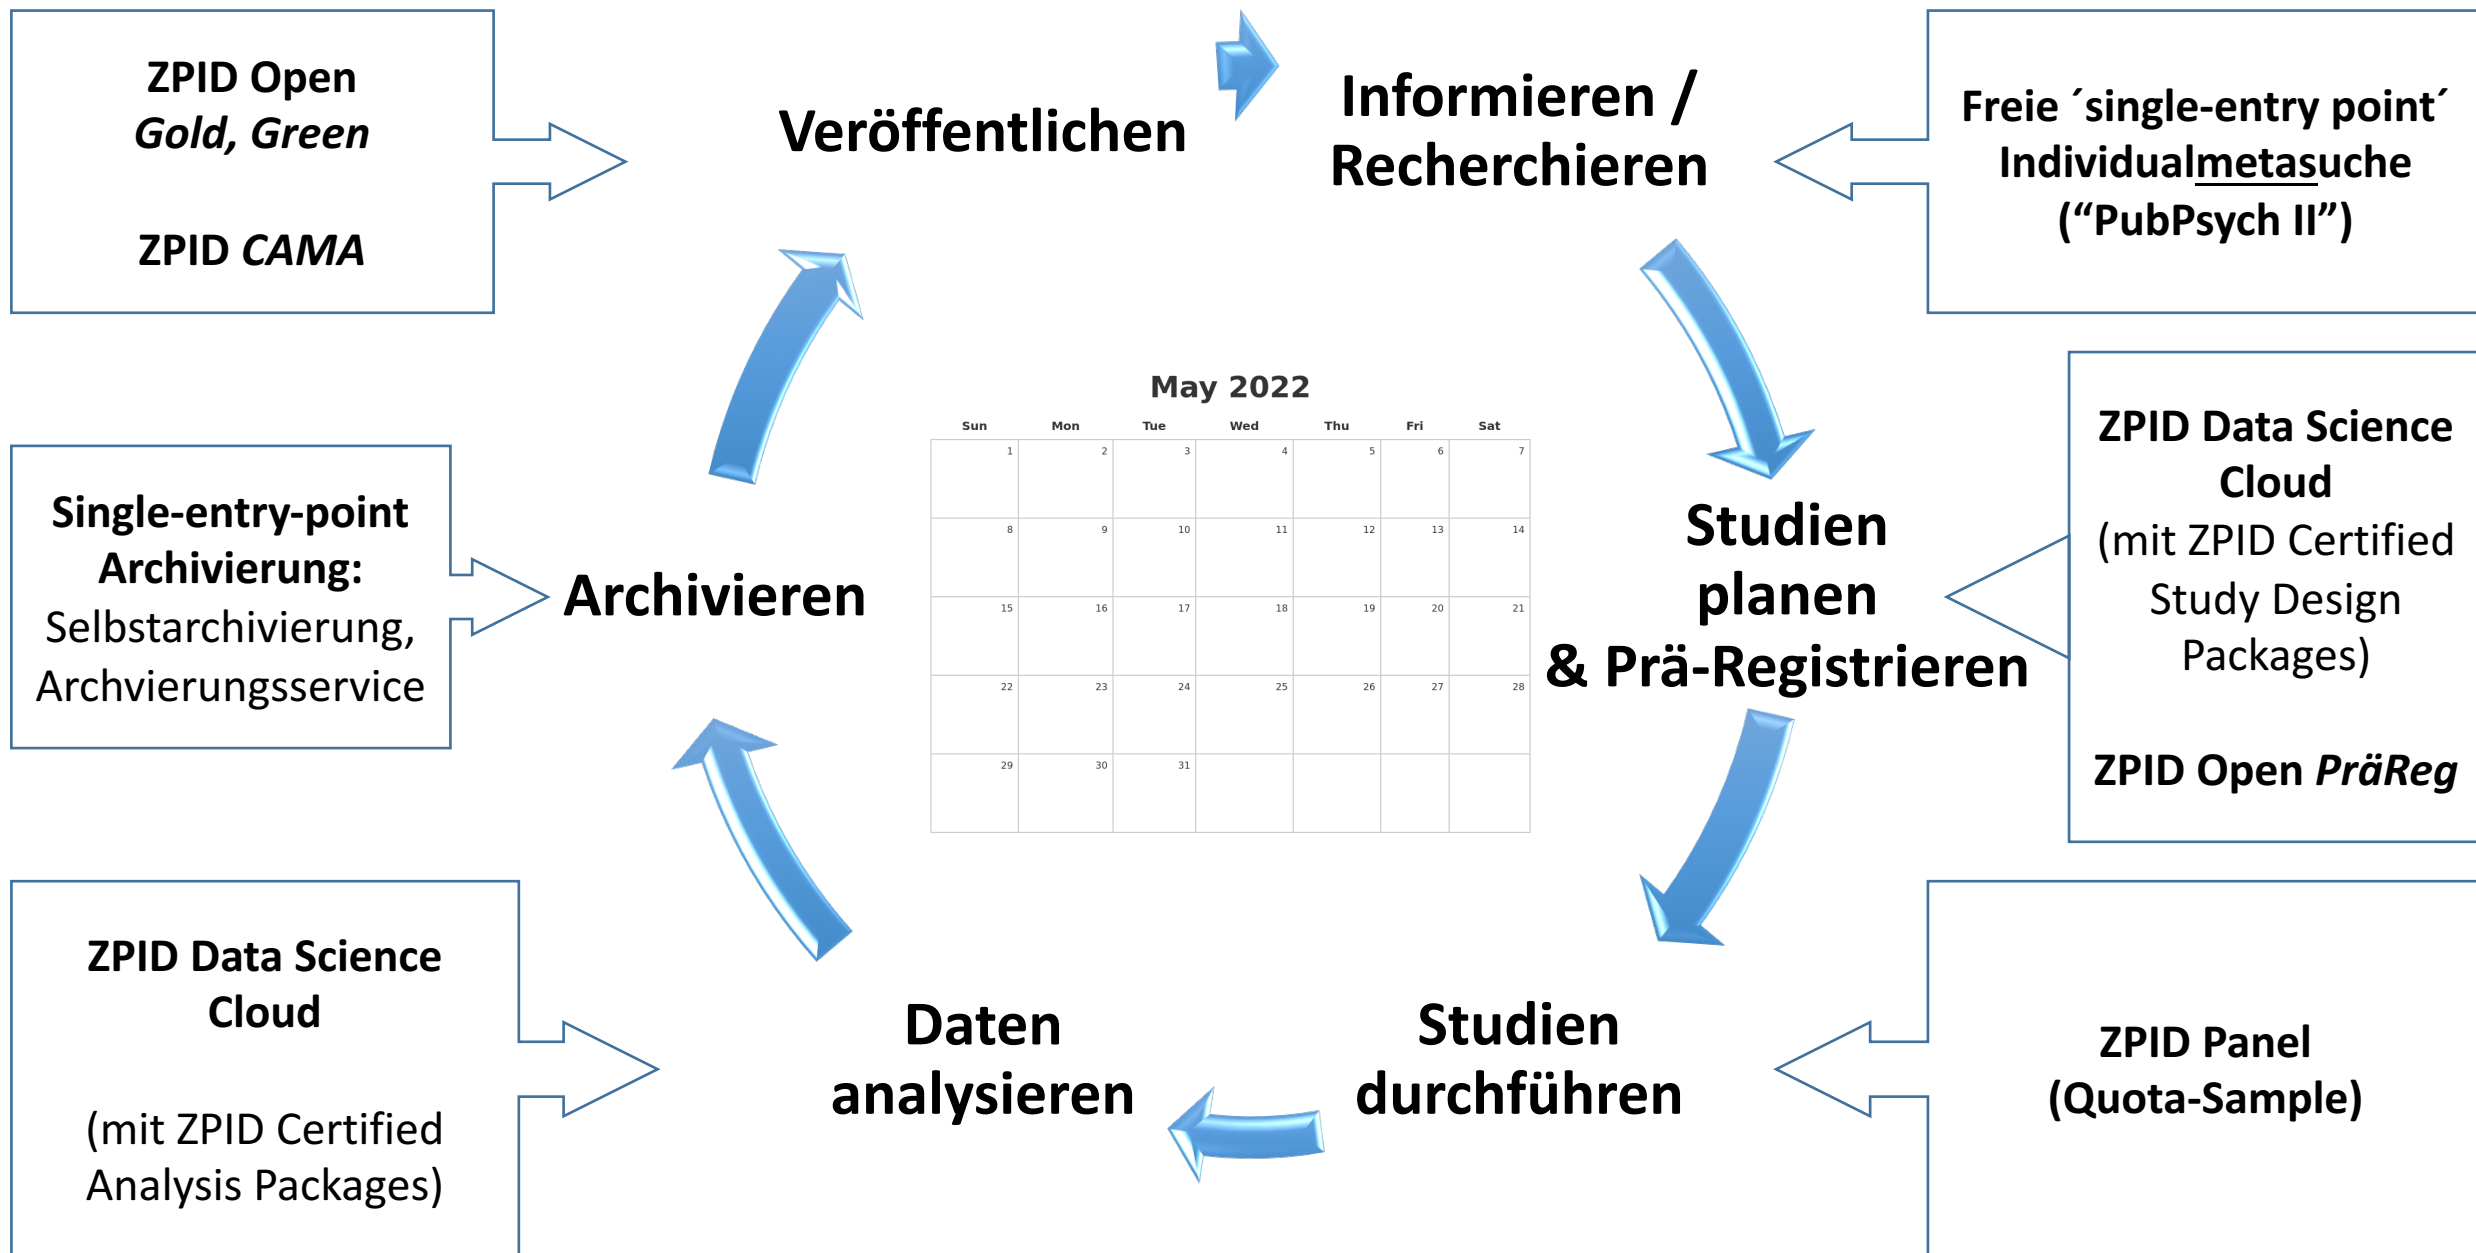 ZPID Open
Gold, Green
ZPID CAMA
Veröffentlichen
Informieren /
Recherchieren
Freie ´single-entry point´
Individualmetasuche
(“PubPsych II”)
Single-entry-point
Archivierung:
Selbstarchivierung,
Archvierungsservice
Archivieren
May 2022
Sun Mon Tue Wed Thu Fri Sat
1 2 3 4 5 6 7
8 9 10 11 12 13 14
15 16 17 18 19 20 21
22 23 24 25 26 27 28
29 30 31
Studien
planen
& Prä-Registrieren
ZPID Data Science
Cloud
(mit ZPID Certified
Study Design
Packages)
ZPID Open PräReg
ZPID Data Science
Cloud
(mit ZPID Certified
Analysis Packages)
Daten
analysieren
Studien
durchführen
ZPID Panel
(Quota-Sample)